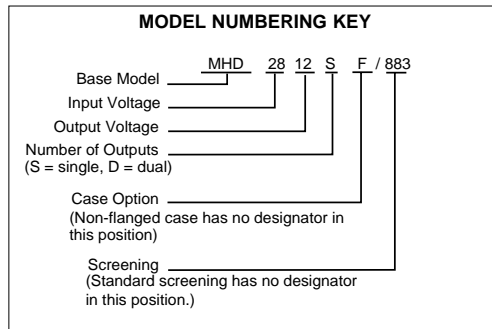 MODEL NUMBERING KEY
MHD 28 12 S F / 883
Base Model
Input Voltage
Output Voltage
Number of Outputs
(S = single, D = dual)
Case Option
(Non-flanged case has no designator in
this position)
Screening
(Standard screening has no designator
in this position.)